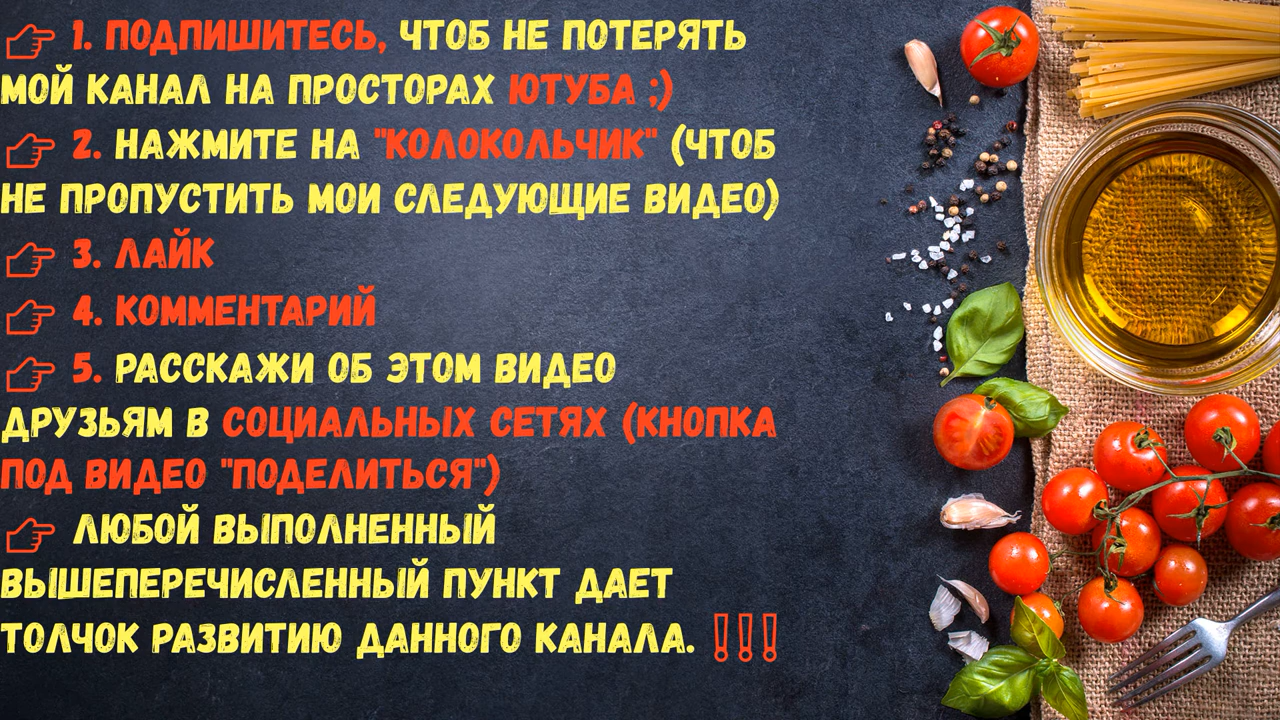 👉 1. ПОДПИШИТЕСЬ, ЧТОБ НЕ ПОТЕРЯТЬ
МОЙ КАНАЛ НА ПРОСТОРАХ ЮТУБА ;)
👉 2. НАЖМИТЕ НА "КОЛОКОЛЬЧИК" (ЧТОБ
НЕ ПРОПУСТИТЬ МОИ СЛЕДУЮЩИЕ ВИДЕО)
👉 3. ЛАЙК
👉 4. КОММЕНТАРИЙ
👉 5. РАССКАЖИ ОБ ЭТОМ ВИДЕО
ДРУЗЬЯМ В СОЦИАЛЬНЫХ СЕТЯХ (КНОПКА
ПОД ВИДЕО "ПОДЕЛИТЬСЯ")
👉 ЛЮБОЙ ВЫПОЛНЕННЫЙ
ВЫШЕПЕРЕЧИСЛЕННЫЙ ПУНКТ ДАЕТ
ТОЛЧОК РАЗВИТИЮ ДАННОГО КАНАЛА. ❗❗❗